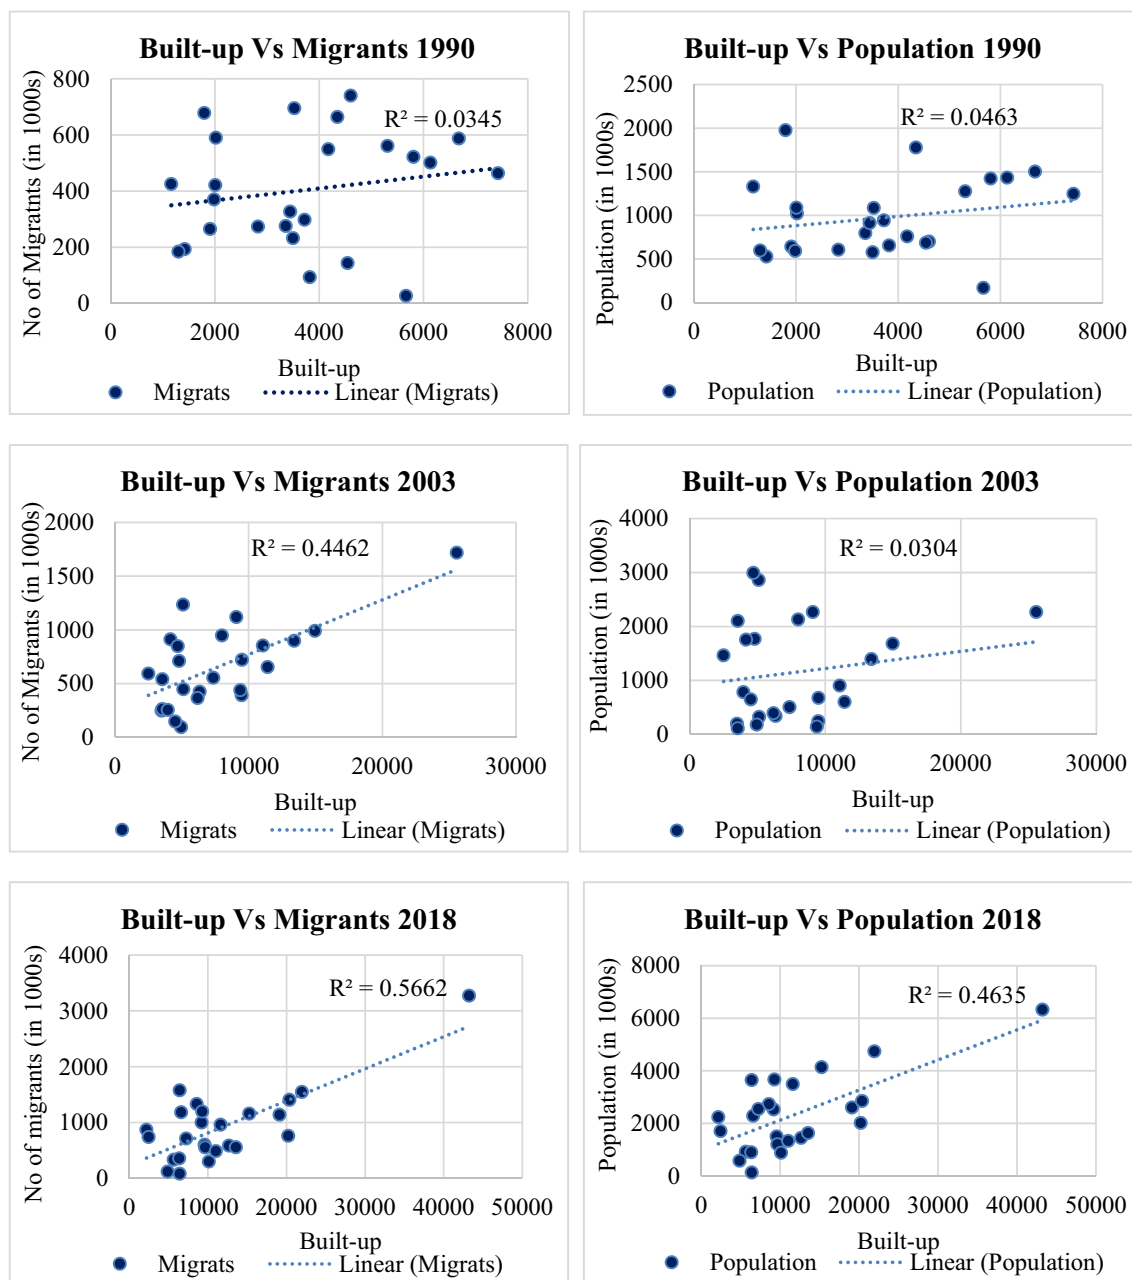 Built-up Vs Migrants 1990
No of Migratnts (in 1000s)
800
600
400
200
0
R² = 0.0345
0 2000 4000 6000 8000
Built-up
Migrats Linear (Migrats)
Built-up Vs Population 1990
Population (in 1000s)
2500
2000
1500
1000
500
0
R² = 0.0463
0 2000 4000 6000 8000
Built-up
Population Linear (Population)
Built-up Vs Migrants 2003
No of Migrants (in 1000s)
2000
1500
1000
500
0
R² = 0.4462
0 10000 20000 30000
Built-up
Migrats Linear (Migrats)
Built-up Vs Population 2003
Population (in 1000s)
4000
3000
2000
1000
0
R² = 0.0304
0 10000 20000 30000
Built-up
Population Linear (Population)
Built-up Vs Migrants 2018
No of migrants (in 1000s)
4000
3000
2000
1000
0
R² = 0.5662
0 10000 20000 30000 40000 50000
Built-up
Migrats Linear (Migrats)
Built-up Vs Population 2018
Population (in 1000s)
8000
6000
4000
2000
0
R² = 0.4635
0 10000 20000 30000 40000 50000
Built-up
Population Linear (Population)